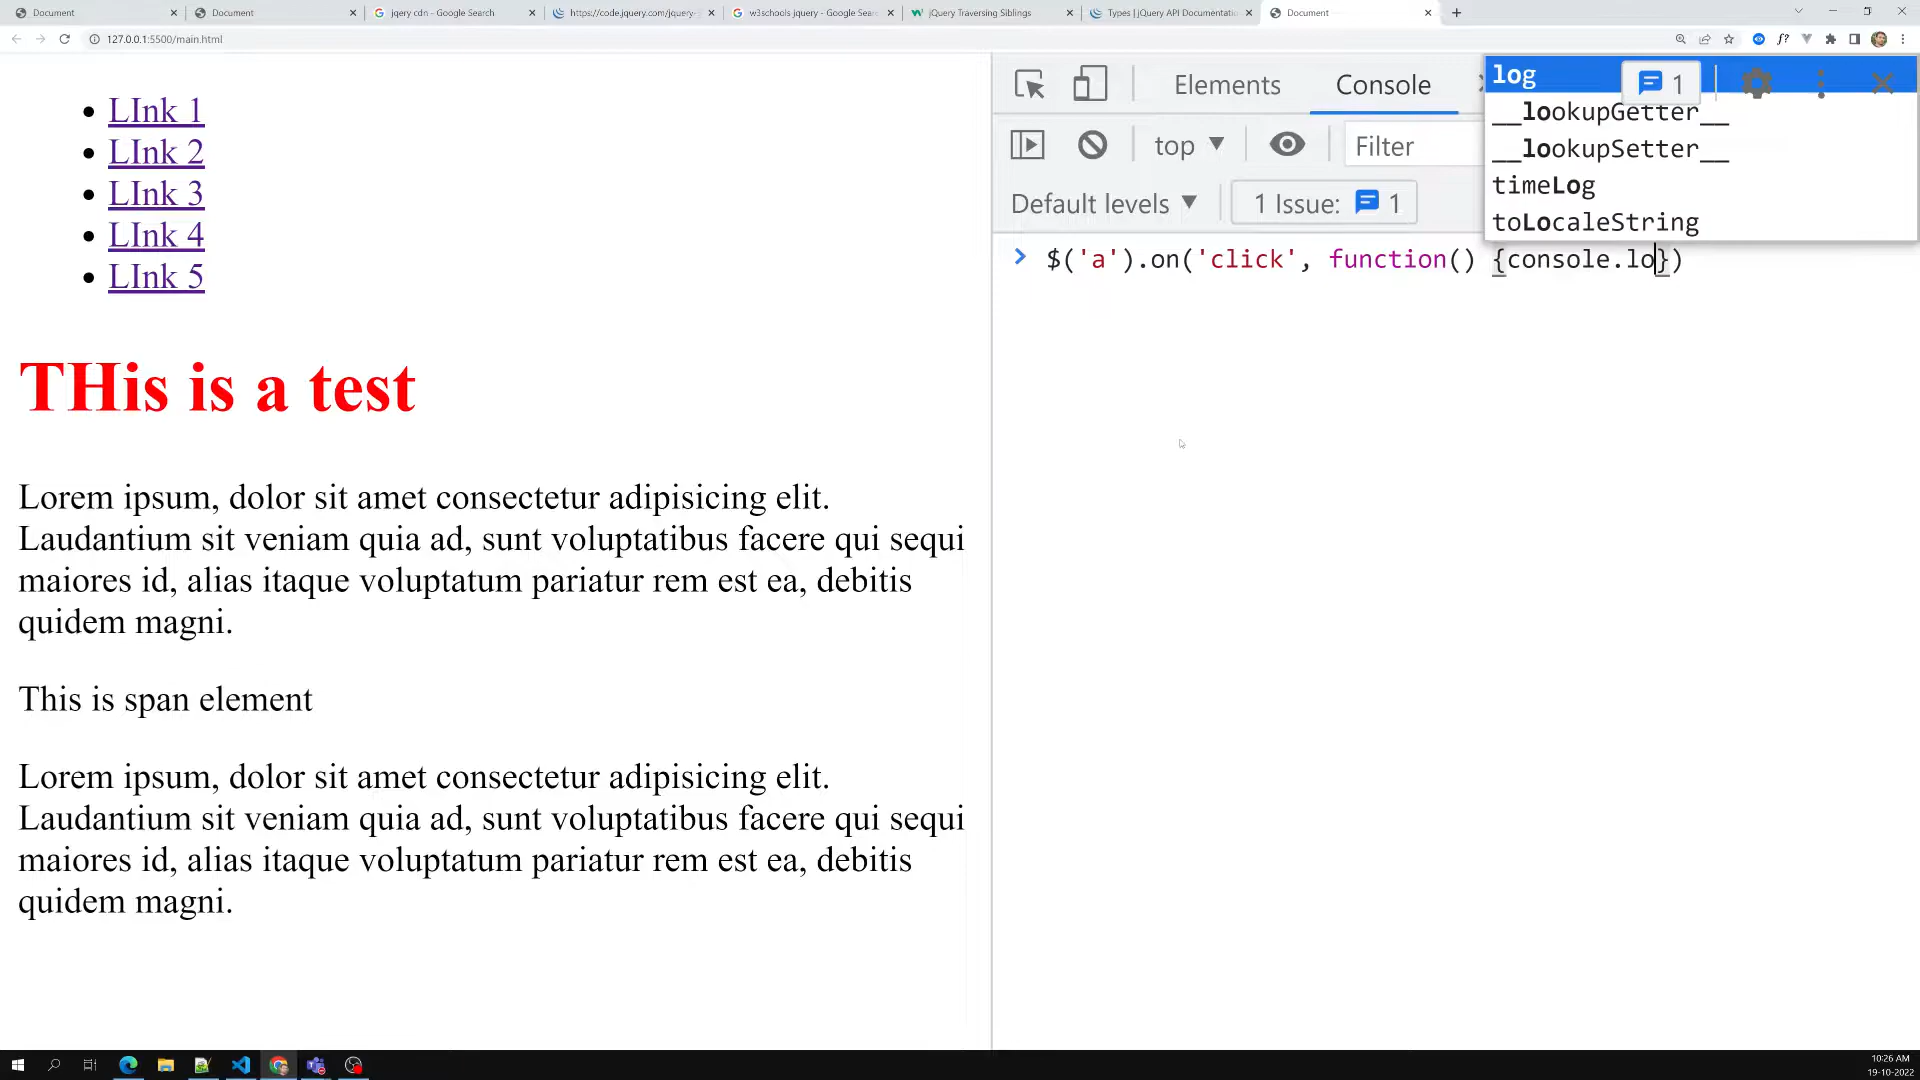 Document
Document
jqery cdn - Google Search
https://code.jquery.com/jquery-
w3schools jquery - Google Sear
jQuery Traversing Siblings
Types | jQuery API Documentatio
Document
127.0.0.1:5500/main.html
f?
LInk 1
LInk 2
LInk 3
LInk 4
LInk 5
THis is a test
Lorem ipsum, dolor sit amet consectetur adipisicing elit.
Laudantium sit veniam quia ad, sunt voluptatibus facere qui sequi
maiores id, alias itaque voluptatum pariatur rem est ea, debitis
quidem magni.
This is span element
Lorem ipsum, dolor sit amet consectetur adipisicing elit.
Laudantium sit veniam quia ad, sunt voluptatibus facere qui sequi
maiores id, alias itaque voluptatum pariatur rem est ea, debitis
quidem magni.
Elements
Console
1
top
Filter
Default levels
1 Issue: 1
log
__lookupGetter__
__lookupSetter__
timeLog
toLocaleString
> $('a').on('click', function() {console.lo})
10:26 AM
19-10-2022